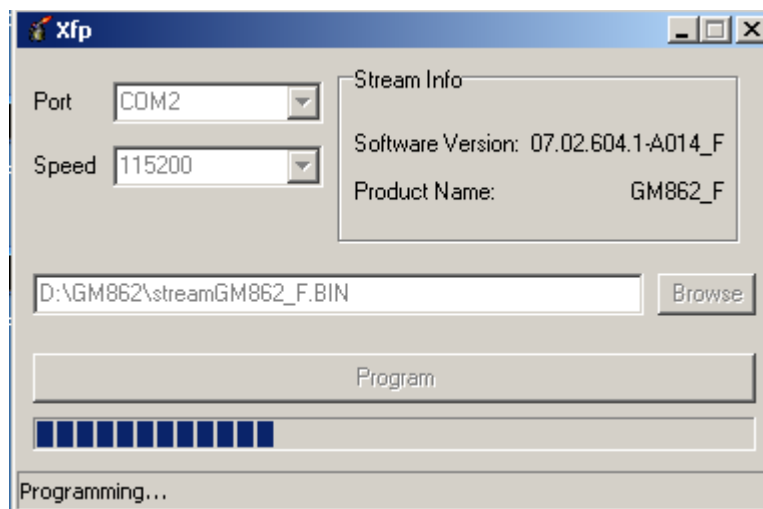 Xfp
Port COM2
Speed 115200
Stream Info
Software Version: 07.02.604.1-A014_F
Product Name: GM862_F
D:\GM862\streamGM862_F.BIN
Browse
Program
Programming...